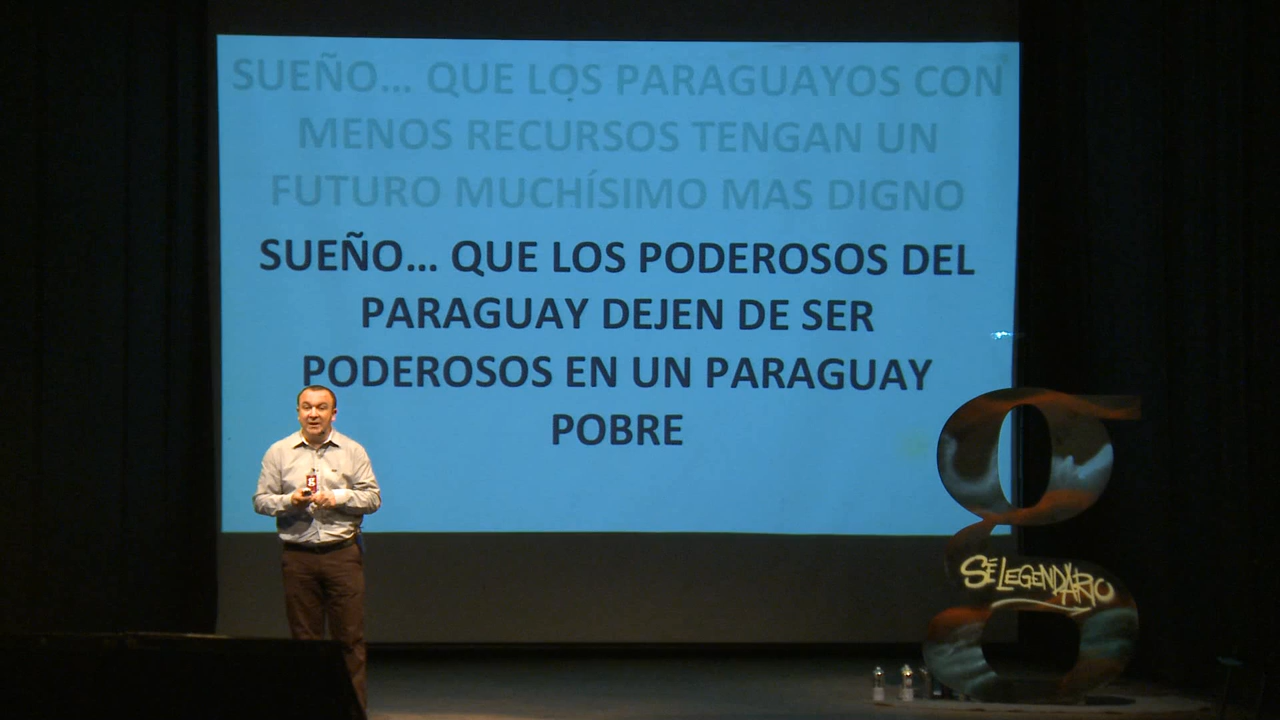 SUEÑO... QUE LOS PARAGUAYOS CON
MENOS RECURSOS TENGAN UN
FUTURO MUCHÍSIMO MAS DIGNO
SUEÑO... QUE LOS PODEROSOS DEL
PARAGUAY DEJEN DE SER
PODEROSOS EN UN PARAGUAY
POBRE
g
g
SÉ LEGENDARIO